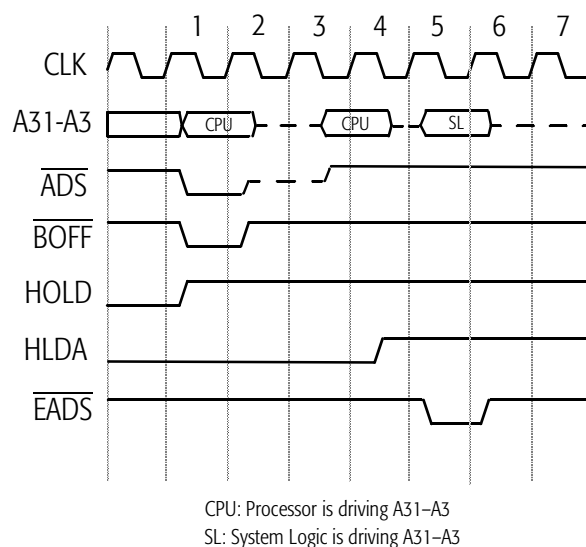 1 2 3 4 5 6 7
CLK
A31-A3 CPU CPU SL
ADS
BOFF
HOLD
HLDA
EADS
CPU: Processor is driving A31–A3
SL: System Logic is driving A31–A3